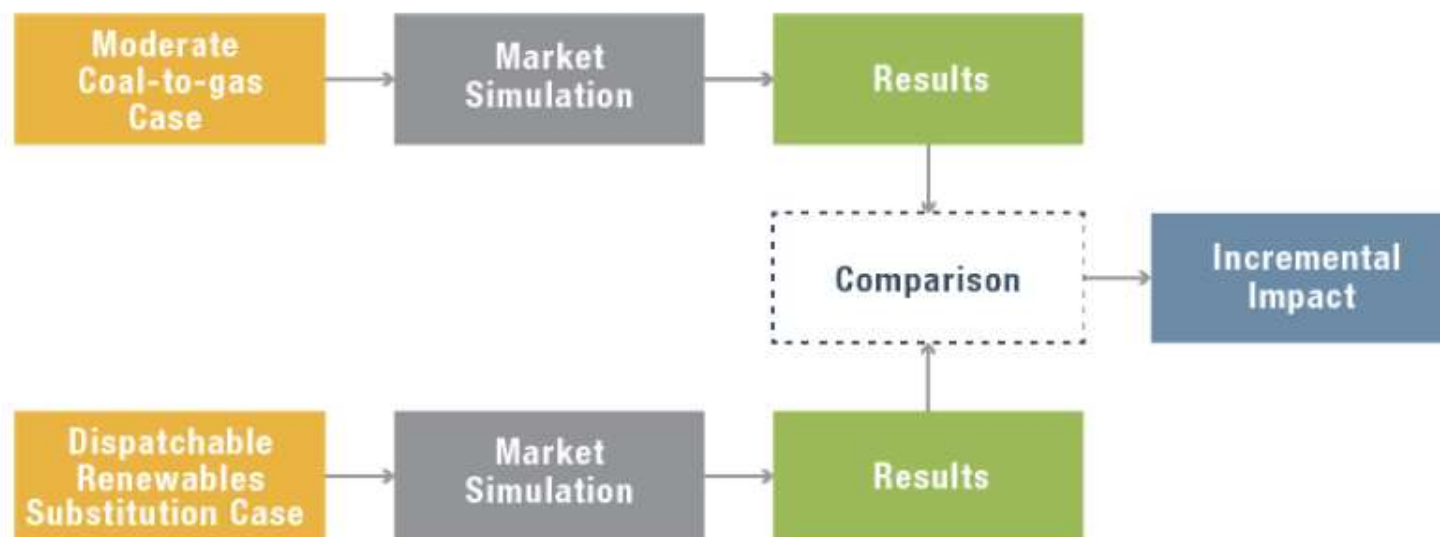 Moderate
Coal-to-gas
Case
Market
Simulation
Results
Comparison
Incremental
Impact
Dispatchable
Renewables
Substitution Case
Market
Simulation
Results